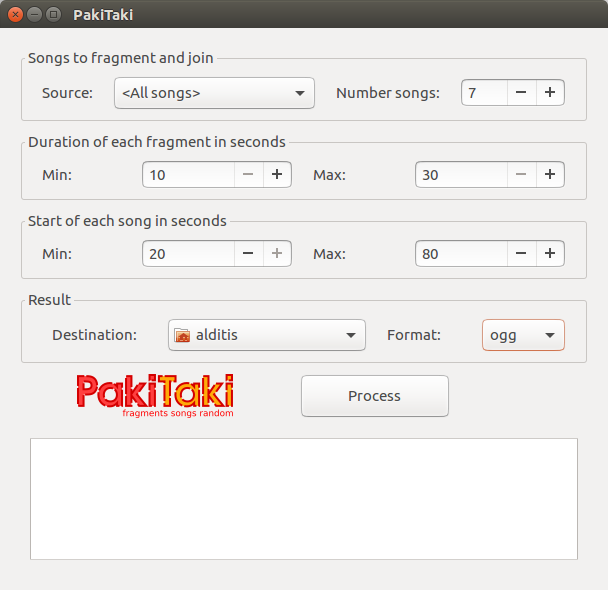 PakiTaki
Songs to fragment and join
Source: <All songs> Number songs: 7
Duration of each fragment in seconds
Min: 10 Max: 30
Start of each song in seconds
Min: 20 Max: 80
Result
Destination: alditis Format: ogg
PakiTaki
fragments songs random
Process